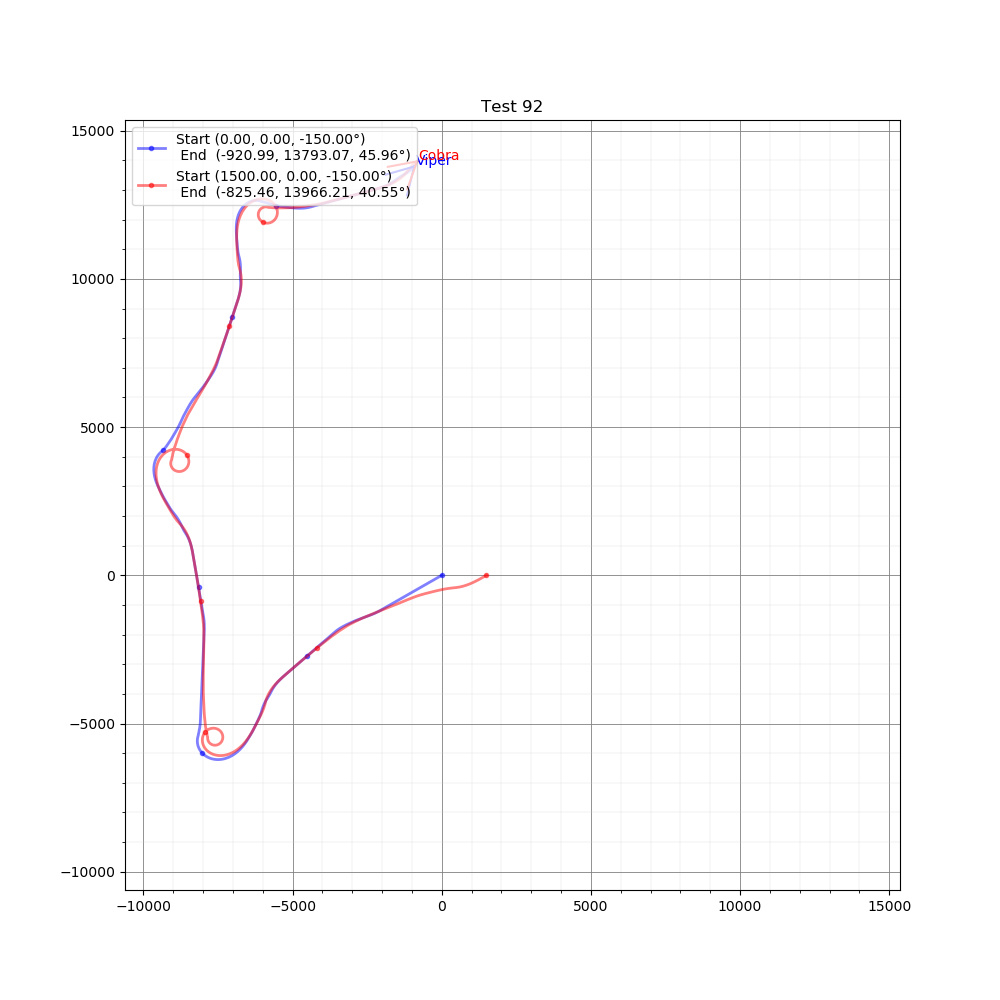 Test 92
15000
10000
5000
0
−5000
−10000
Start (0.00, 0.00, -150.00°)
End (-920.99, 13793.07, 45.96°)
Start (1500.00, 0.00, -150.00°)
End (-825.46, 13966.21, 40.55°)
Cobra
Viper
−10000
−5000
0
5000
10000
15000